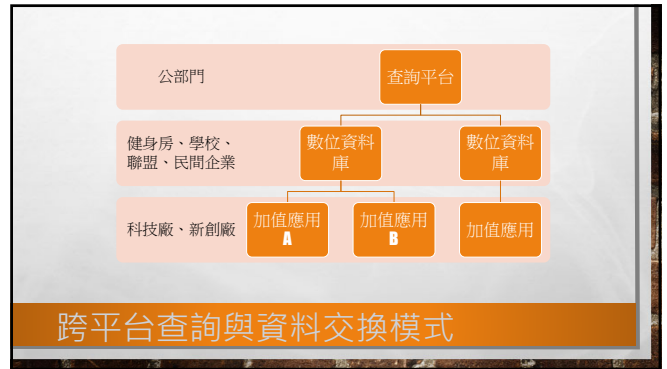 公部門
查詢平台
健身房、學校、
聯盟、民間企業
數位資料
庫
數位資料
庫
科技廠、新創廠
加值應用
A
加值應用
B
加值應用
跨平台查詢與資料交換模式